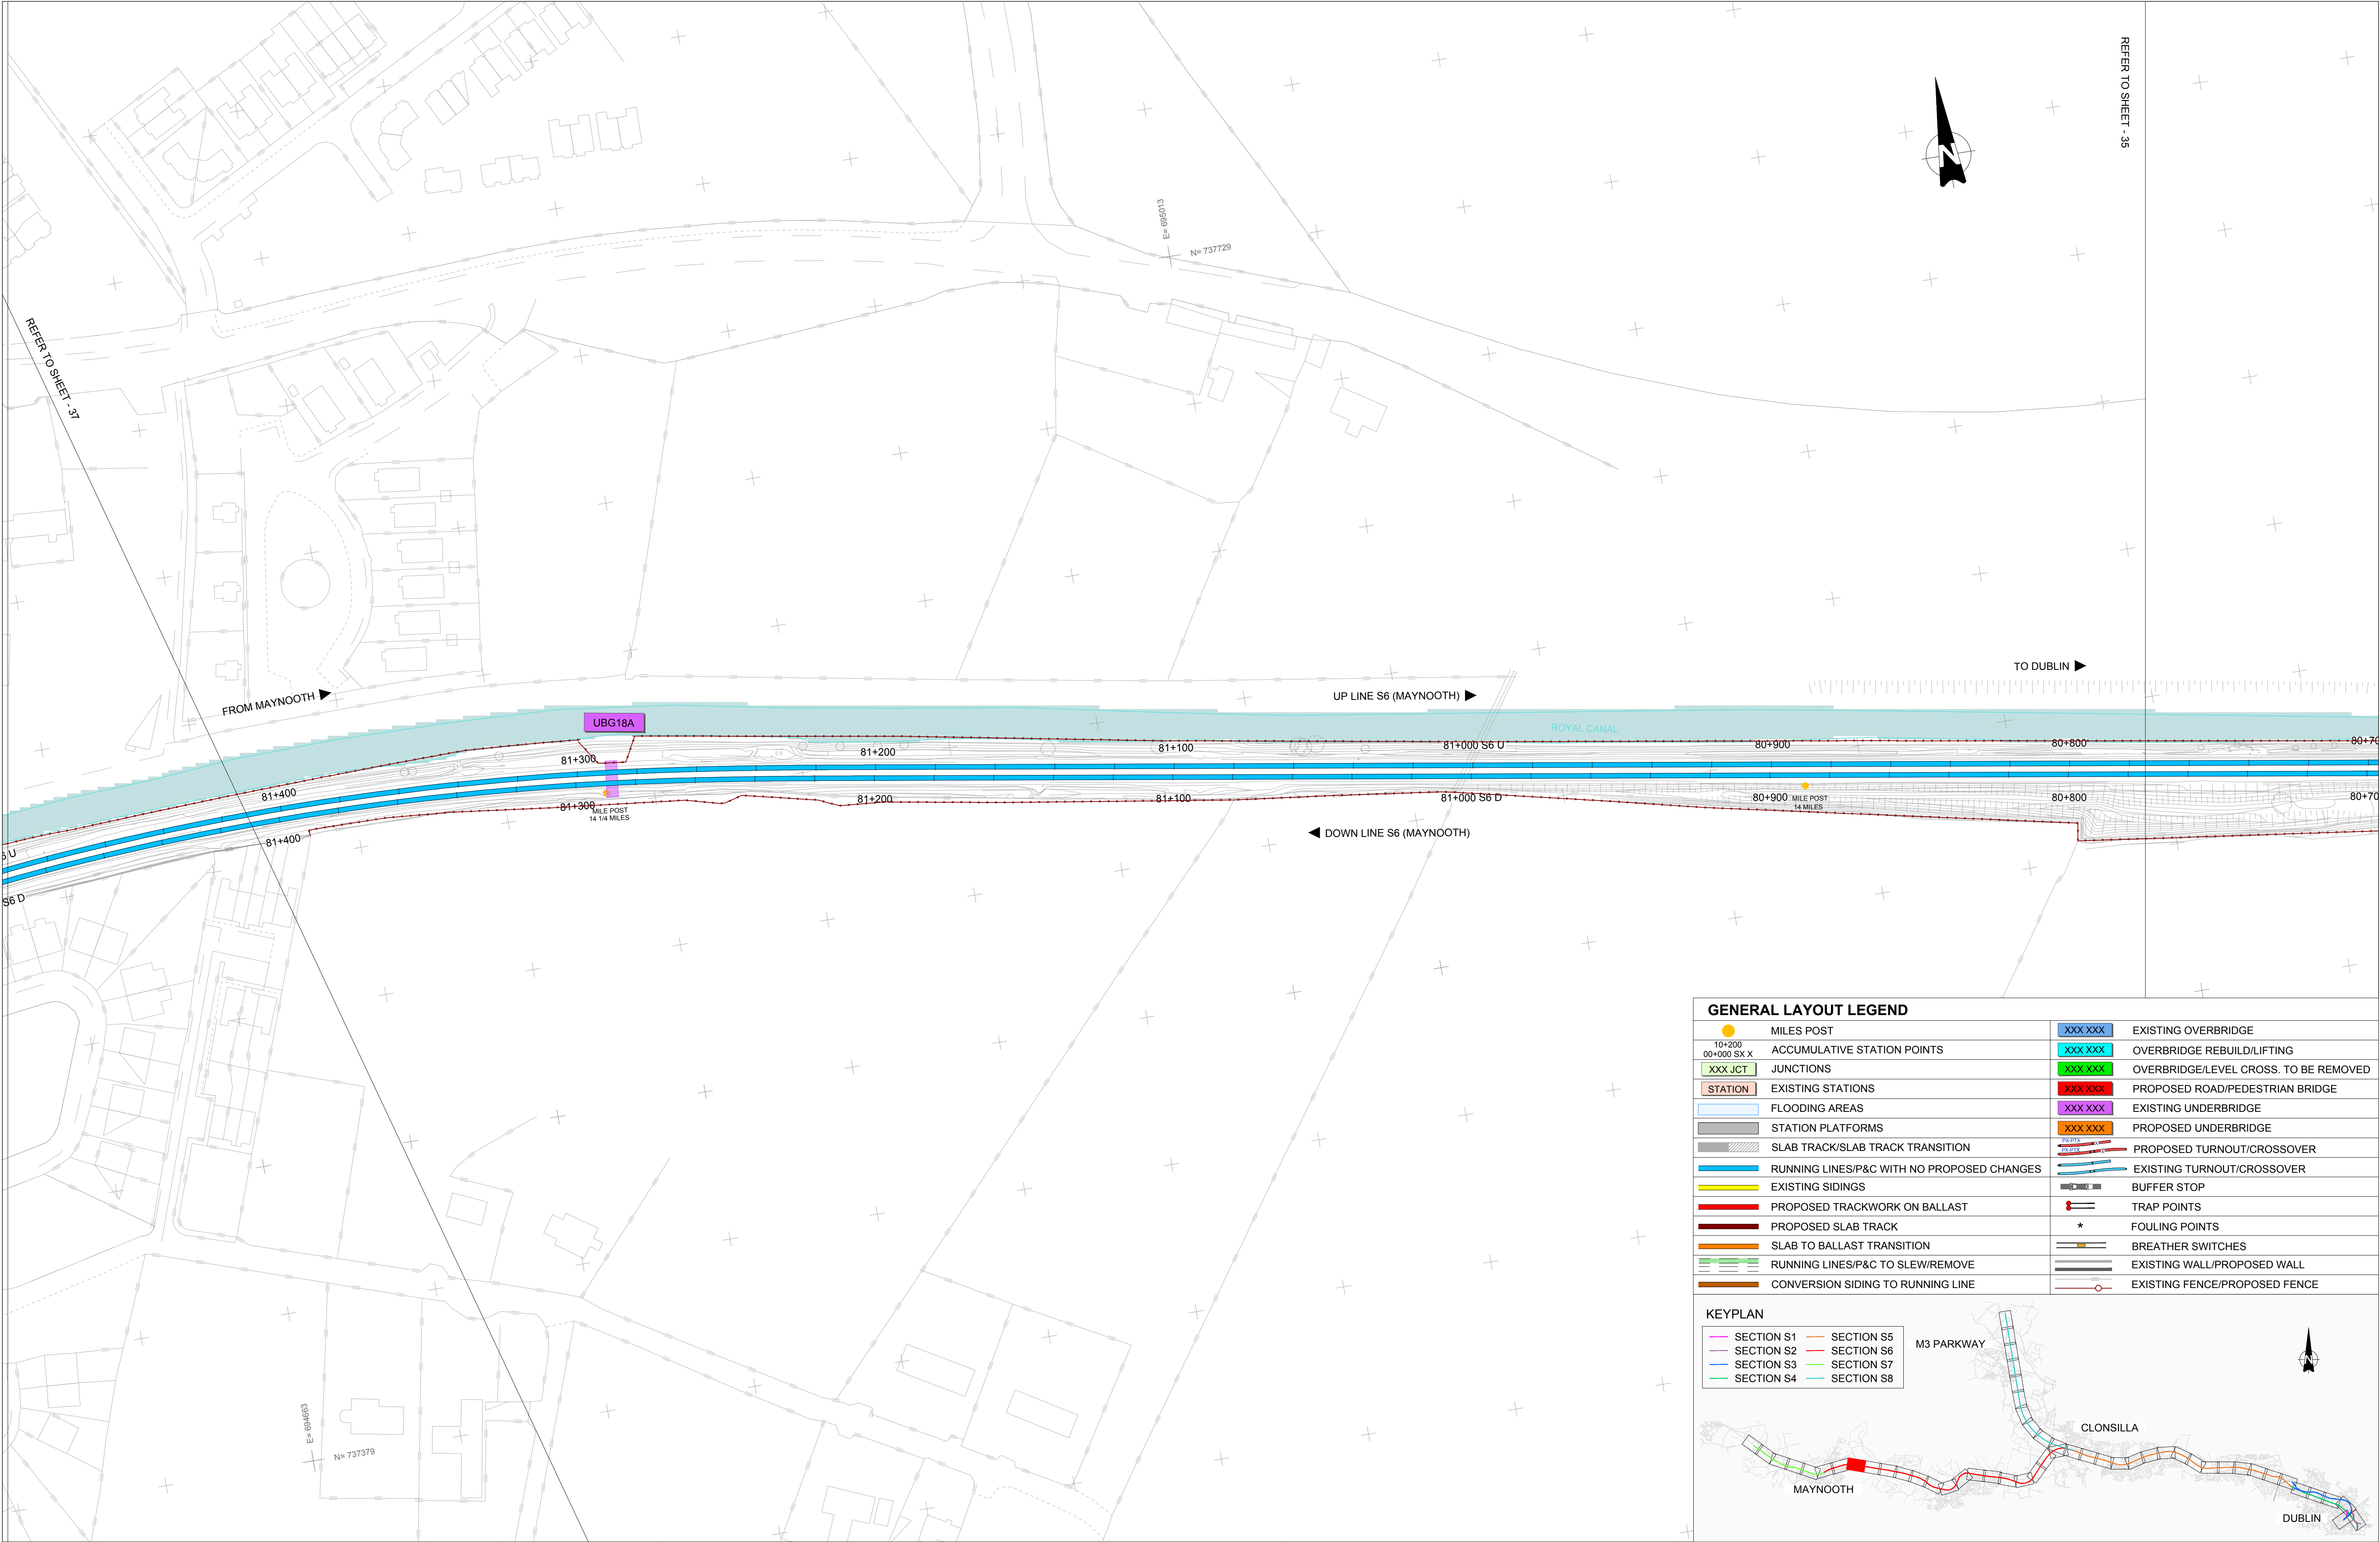 REFER TO SHEET - 35
N
E= 695013
N= 737729
REFER TO SHEET - 37
TO DUBLIN
FROM MAYNOOTH
UP LINE S6 (MAYNOOTH)
UBG18A
ROYAL CANAL
81+400
81+300
81+200
81+100
81+000 S6 U
80+900
80+800
80+70
6 U
S6 D
81+400
81+300
MILE POST
14 1/4 MILES
81+200
81+100
81+000 S6 D
80+900
MILE POST
14 MILES
80+800
80+70
DOWN LINE S6 (MAYNOOTH)
E= 694663
N= 737379
GENERAL LAYOUT LEGEND
MILES POST
10+200
00+000 SX X
ACCUMULATIVE STATION POINTS
XXX JCT
JUNCTIONS
STATION
EXISTING STATIONS
FLOODING AREAS
STATION PLATFORMS
SLAB TRACK/SLAB TRACK TRANSITION
RUNNING LINES/P&C WITH NO PROPOSED CHANGES
EXISTING SIDINGS
PROPOSED TRACKWORK ON BALLAST
PROPOSED SLAB TRACK
SLAB TO BALLAST TRANSITION
RUNNING LINES/P&C TO SLEW/REMOVE
CONVERSION SIDING TO RUNNING LINE
XXX XXX
EXISTING OVERBRIDGE
XXX XXX
OVERBRIDGE REBUILD/LIFTING
XXX XXX
OVERBRIDGE/LEVEL CROSS. TO BE REMOVED
XXX XXX
PROPOSED ROAD/PEDESTRIAN BRIDGE
XXX XXX
EXISTING UNDERBRIDGE
XXX XXX
PROPOSED UNDERBRIDGE
PX-PTX
PX-PTX
PROPOSED TURNOUT/CROSSOVER
EXISTING TURNOUT/CROSSOVER
BUFFER STOP
TRAP POINTS
*
FOULING POINTS
BREATHER SWITCHES
EXISTING WALL/PROPOSED WALL
EXISTING FENCE/PROPOSED FENCE
KEYPLAN
SECTION S1
SECTION S2
SECTION S3
SECTION S4
SECTION S5
SECTION S6
SECTION S7
SECTION S8
M3 PARKWAY
N
CLONSILLA
MAYNOOTH
DUBLIN